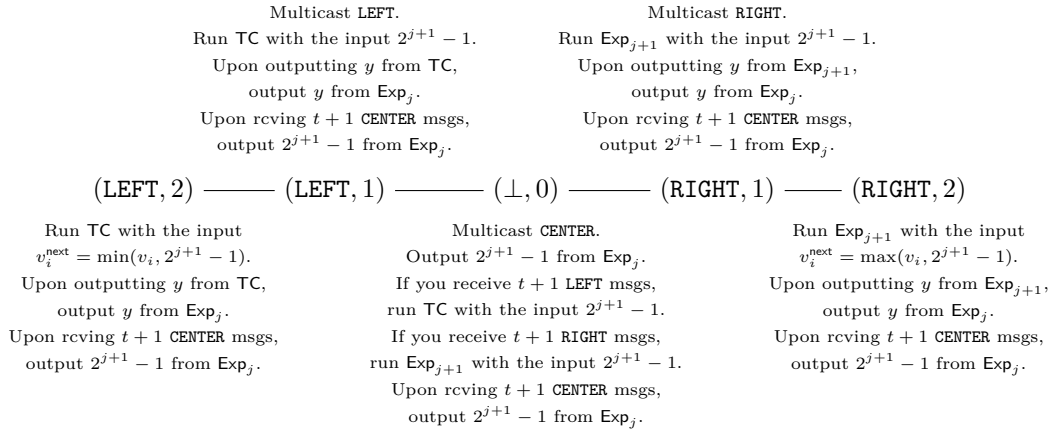 Multicast LEFT.
Run TC with the input 2^{j+1} − 1.
Upon outputting y from TC,
output y from Exp_j.
Upon rcving t + 1 CENTER msgs,
output 2^{j+1} − 1 from Exp_j.
Multicast RIGHT.
Run Exp_{j+1} with the input 2^{j+1} − 1.
Upon outputting y from Exp_{j+1},
output y from Exp_j.
Upon rcving t + 1 CENTER msgs,
output 2^{j+1} − 1 from Exp_j.
(LEFT, 2) —— (LEFT, 1) —— (⊥, 0) —— (RIGHT, 1) —— (RIGHT, 2)
Run TC with the input
v_i^{next} = min(v_i, 2^{j+1} − 1).
Upon outputting y from TC,
output y from Exp_j.
Upon rcving t + 1 CENTER msgs,
output 2^{j+1} − 1 from Exp_j.
Multicast CENTER.
Output 2^{j+1} − 1 from Exp_j.
If you receive t + 1 LEFT msgs,
run TC with the input 2^{j+1} − 1.
If you receive t + 1 RIGHT msgs,
run Exp_{j+1} with the input 2^{j+1} − 1.
Upon rcving t + 1 CENTER msgs,
output 2^{j+1} − 1 from Exp_j.
Run Exp_{j+1} with the input
v_i^{next} = max(v_i, 2^{j+1} − 1).
Upon outputting y from Exp_{j+1},
output y from Exp_j.
Upon rcving t + 1 CENTER msgs,
output 2^{j+1} − 1 from Exp_j.